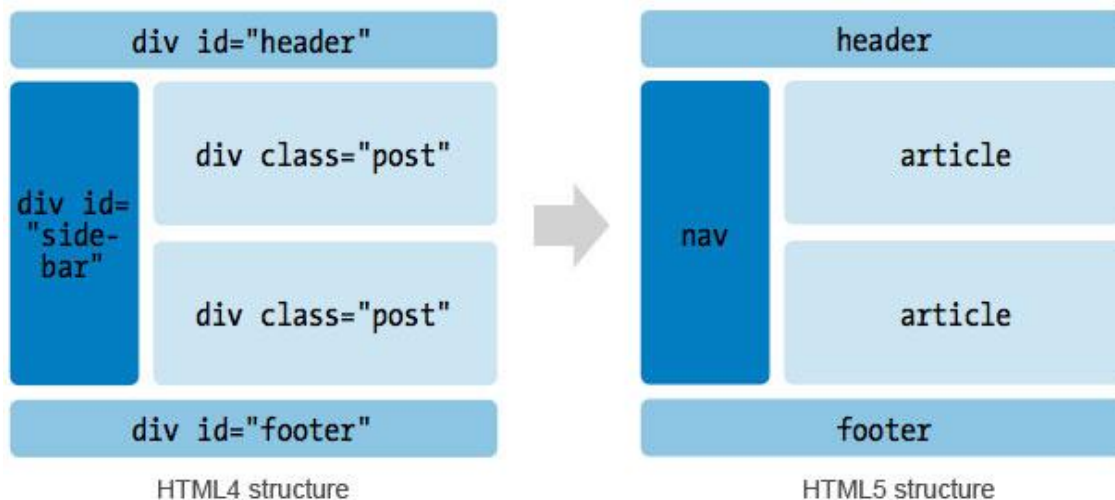 div id="header"
div class="post"
div id=
"side-
bar"
div class="post"
div id="footer"
HTML4 structure
header
article
nav
article
footer
HTML5 structure